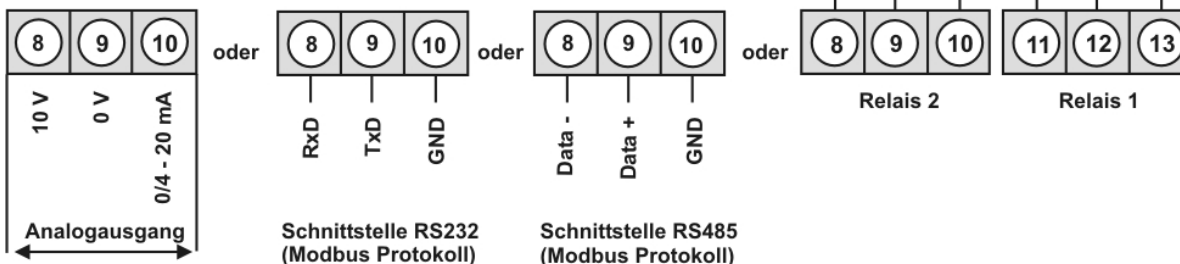 8 9 10 oder 8 9 10 oder 8 9 10 oder 8 9 10 11 12 13
Relais 2 Relais 1
10 V 0 V 0/4 - 20 mA
RxD TxD GND
Data - Data + GND
Analogausgang
Schnittstelle RS232
(Modbus Protokoll)
Schnittstelle RS485
(Modbus Protokoll)